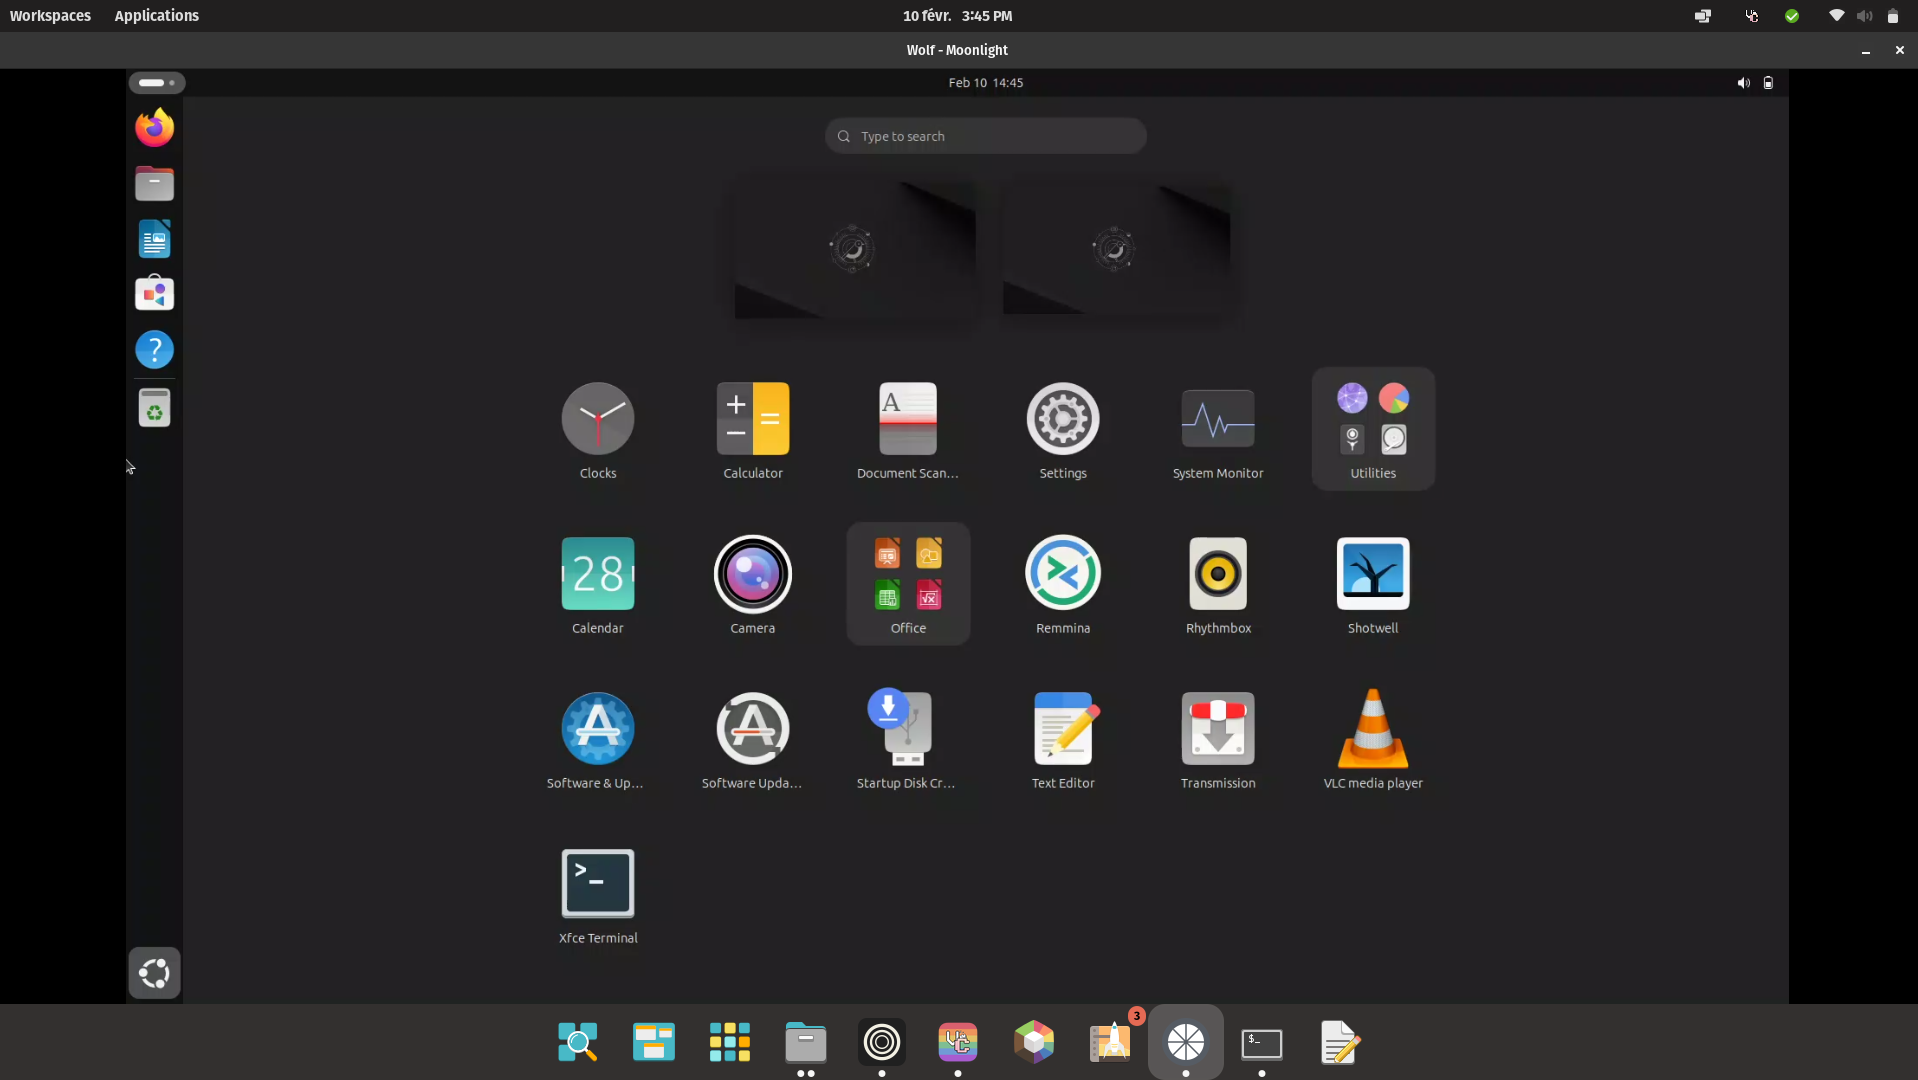 Workspaces Applications 10 févr. 3:45 PM
Wolf - Moonlight
Feb 10 14:45
Type to search
Clocks Calculator Document Scan... Settings System Monitor Utilities
Calendar Camera Office Remmina Rhythmbox Shotwell
28
Software & Up... Software Upda... Startup Disk Cr... Text Editor Transmission VLC media player
Xfce Terminal
3